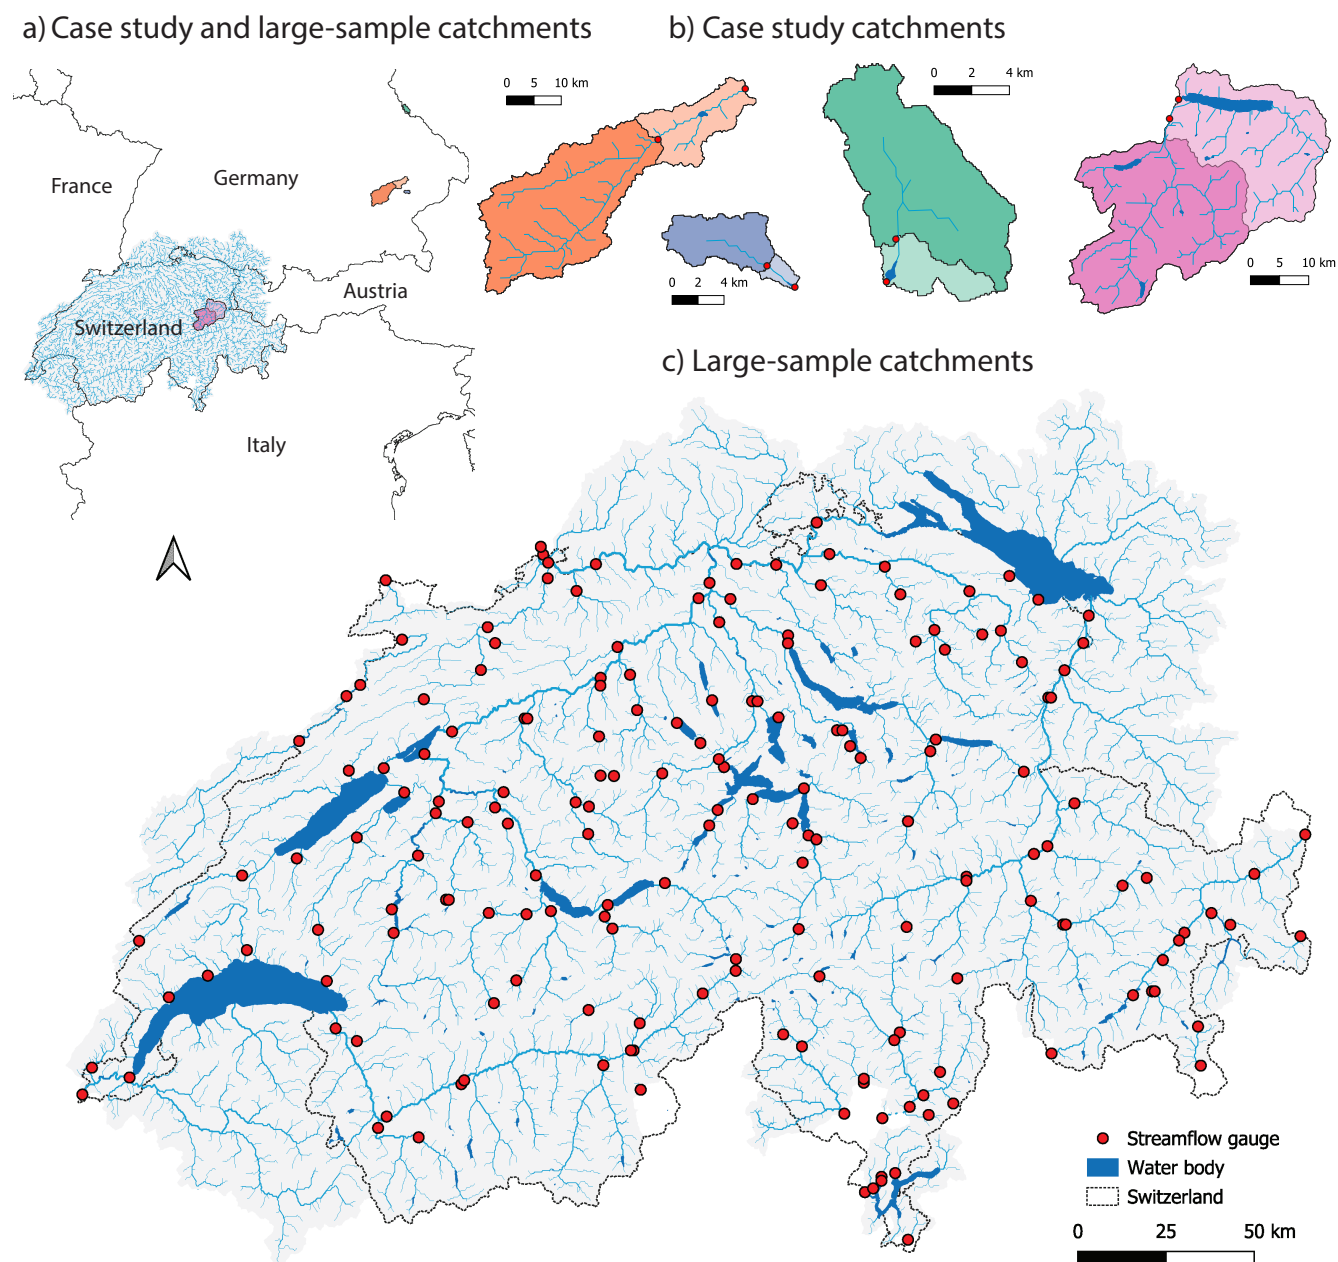 a) Case study and large-sample catchments
b) Case study catchments
0 5 10 km
0 2 4 km
France
Germany
0 2 4 km
0 5 10 km
Austria
Switzerland
c) Large-sample catchments
Italy
Streamflow gauge
Water body
Switzerland
0 25 50 km